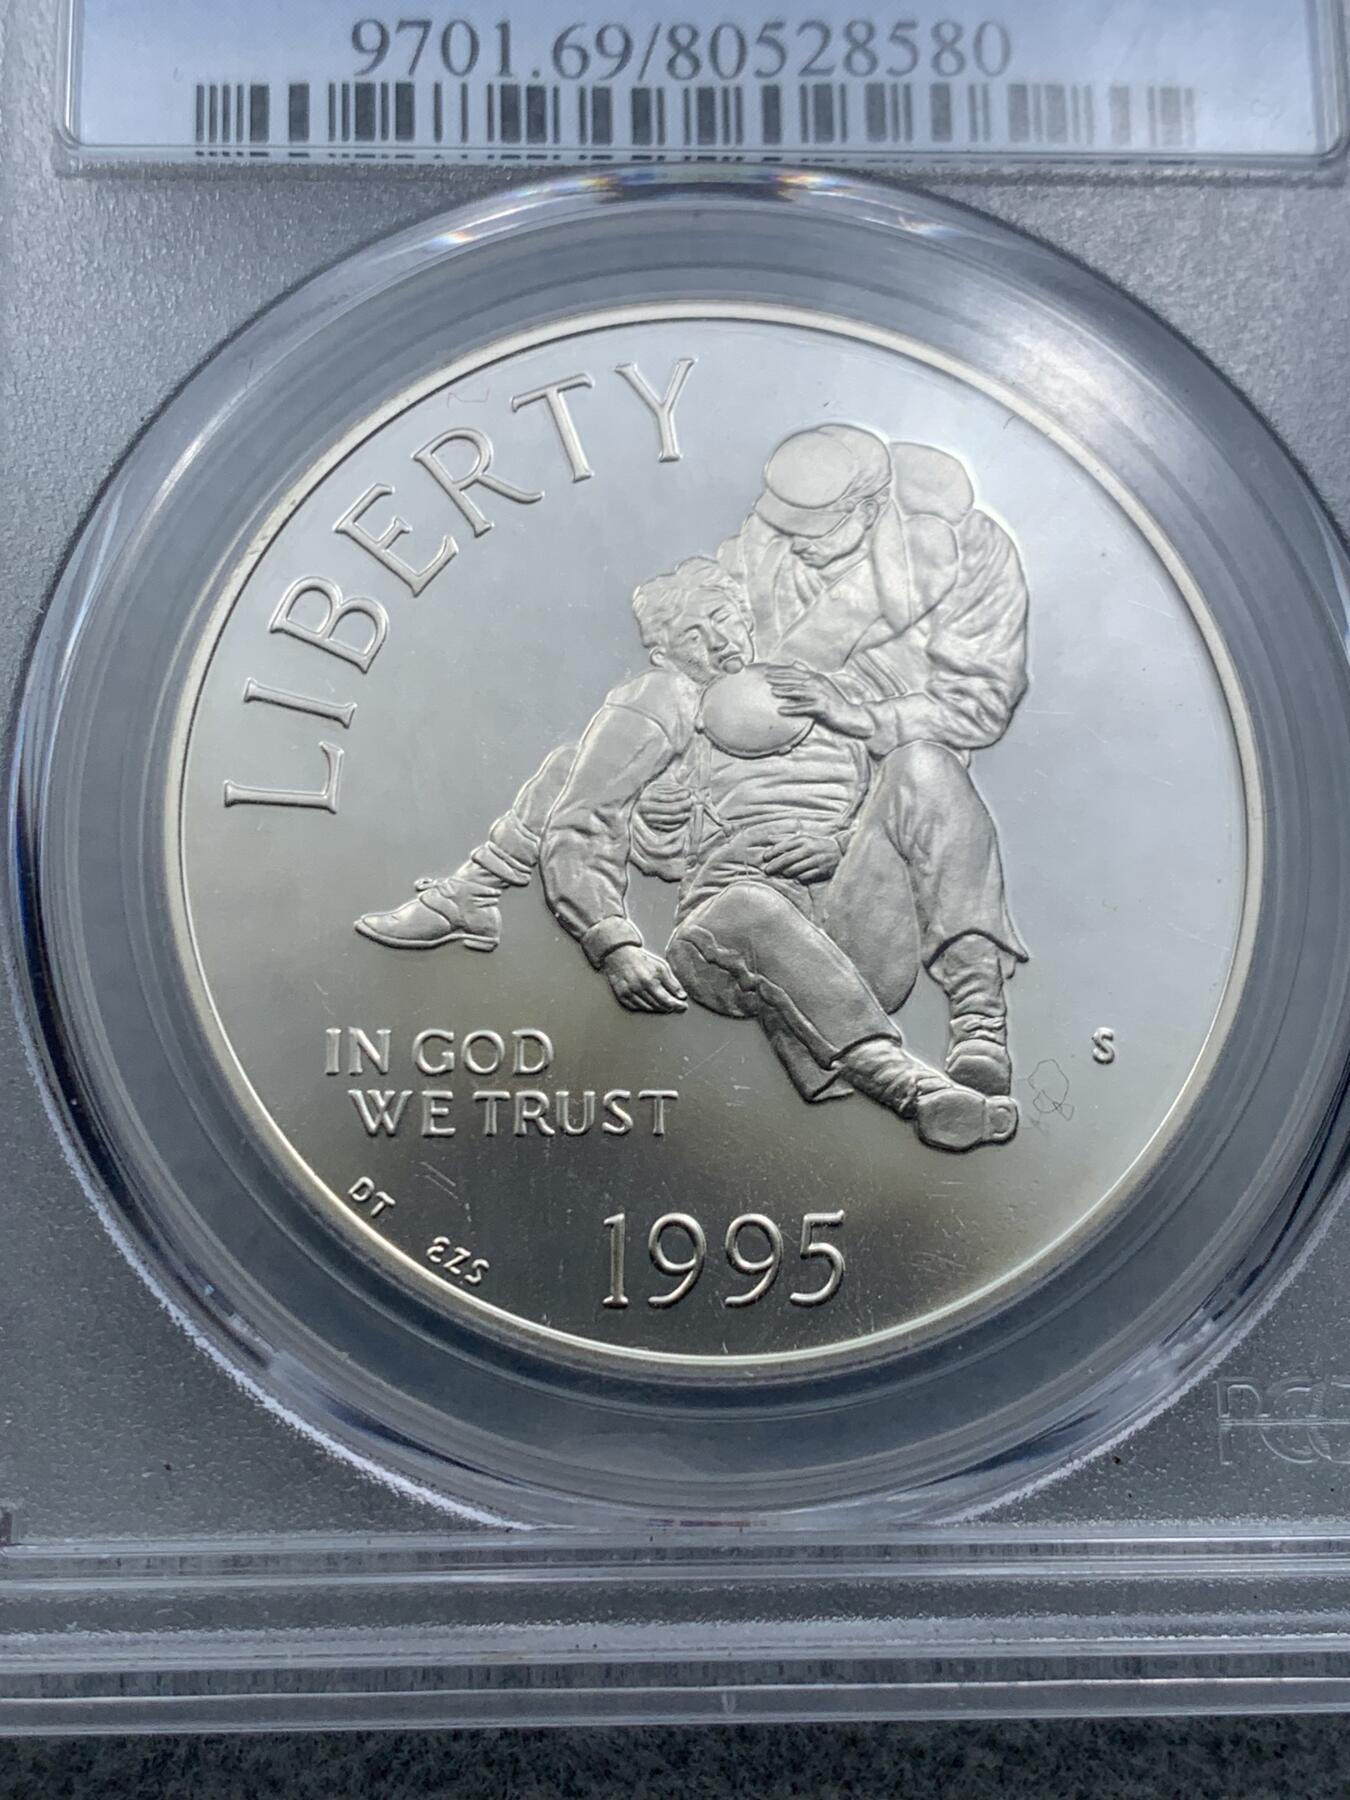 9701.69/80528580
LIBERTY
S
IN GOD
WE TRUST
DT
EZS
1995